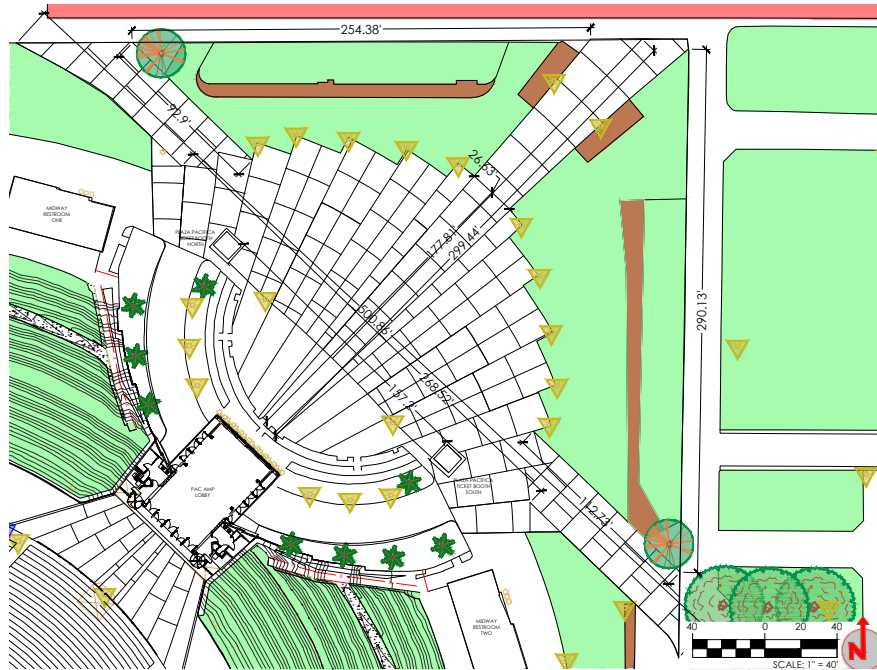 254.38'
92.9'
26.53'
MIDWAY
RESTROOM
ONE
PLAZA PACIFICA
TICKET BOOTH
NORTH
177.81'
299.44'
290.13'
500.86'
268.52'
157.2'
PAC AMP
LOBBY
PLAZA PACIFICA
TICKET BOOTH
SOUTH
112.73'
MIDWAY
RESTROOM
TWO
40 0 20 40
SCALE: 1" = 40'
N